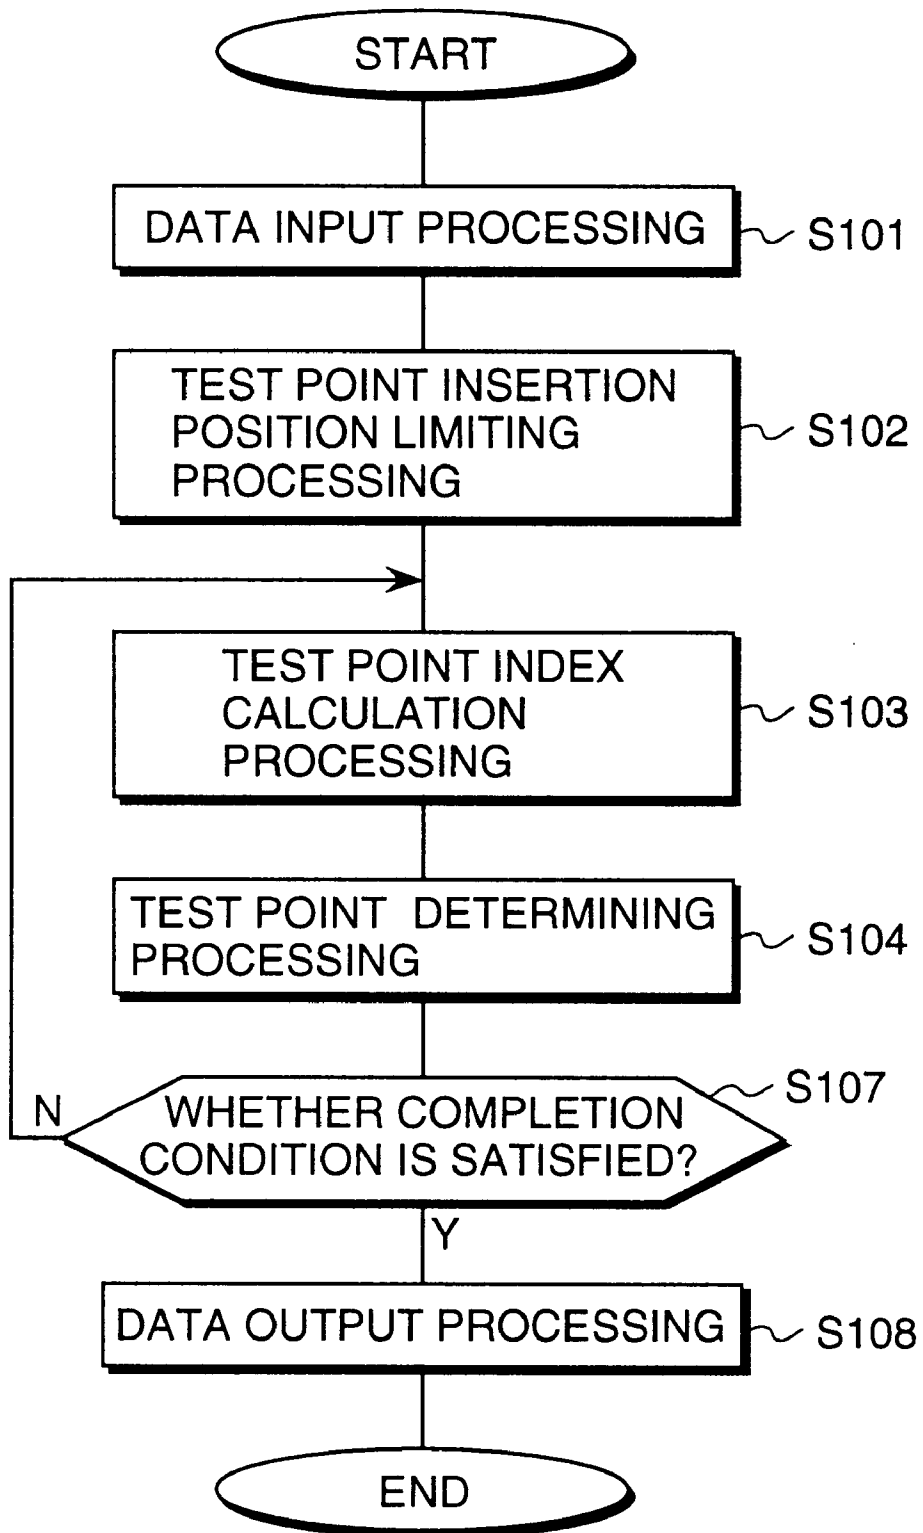 START
DATA INPUT PROCESSING
S101
TEST POINT INSERTION
POSITION LIMITING
PROCESSING
S102
TEST POINT INDEX
CALCULATION
PROCESSING
S103
TEST POINT DETERMINING
PROCESSING
S104
S107
N
WHETHER COMPLETION
CONDITION IS SATISFIED?
Y
DATA OUTPUT PROCESSING
S108
END